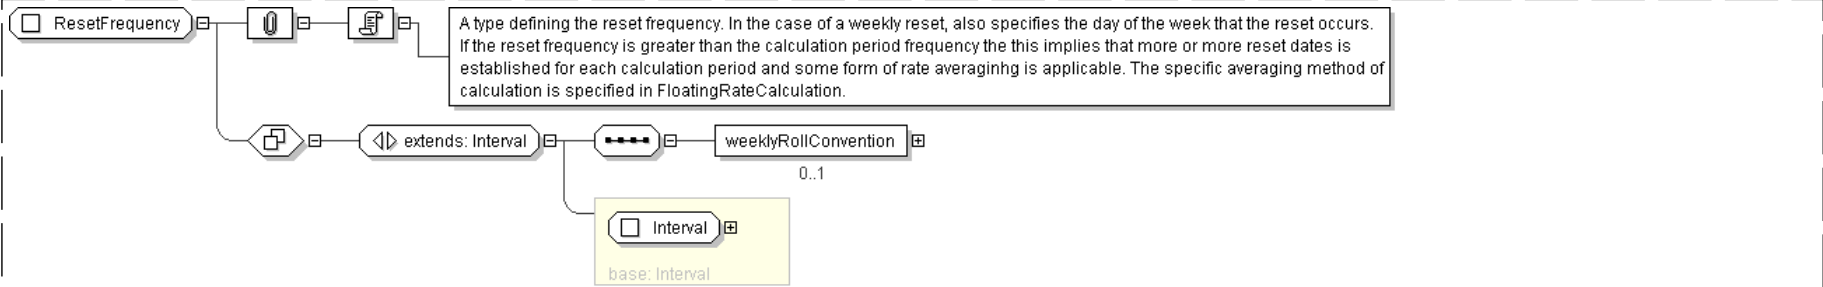 ResetFrequency
A type defining the reset frequency. In the case of a weekly reset, also specifies the day of the week that the reset occurs.
If the reset frequency is greater than the calculation period frequency the this implies that more or more reset dates is
established for each calculation period and some form of rate averaginhg is applicable. The specific averaging method of
calculation is specified in FloatingRateCalculation.
extends: Interval
weeklyRollConvention
0..1
Interval
base: Interval